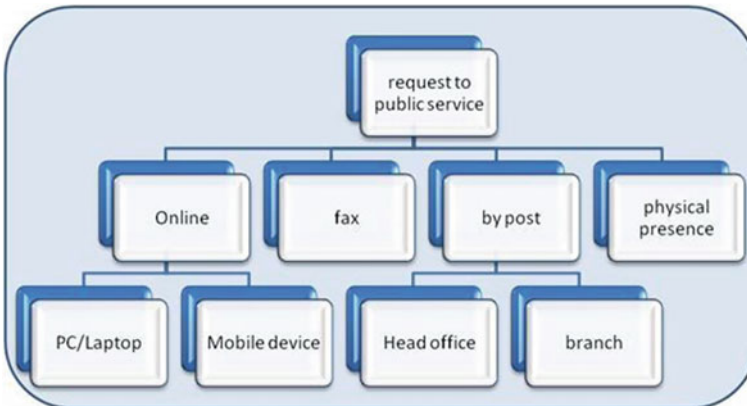 request to
public service
Online
fax
by post
physical
presence
PC/Laptop
Mobile device
Head office
branch